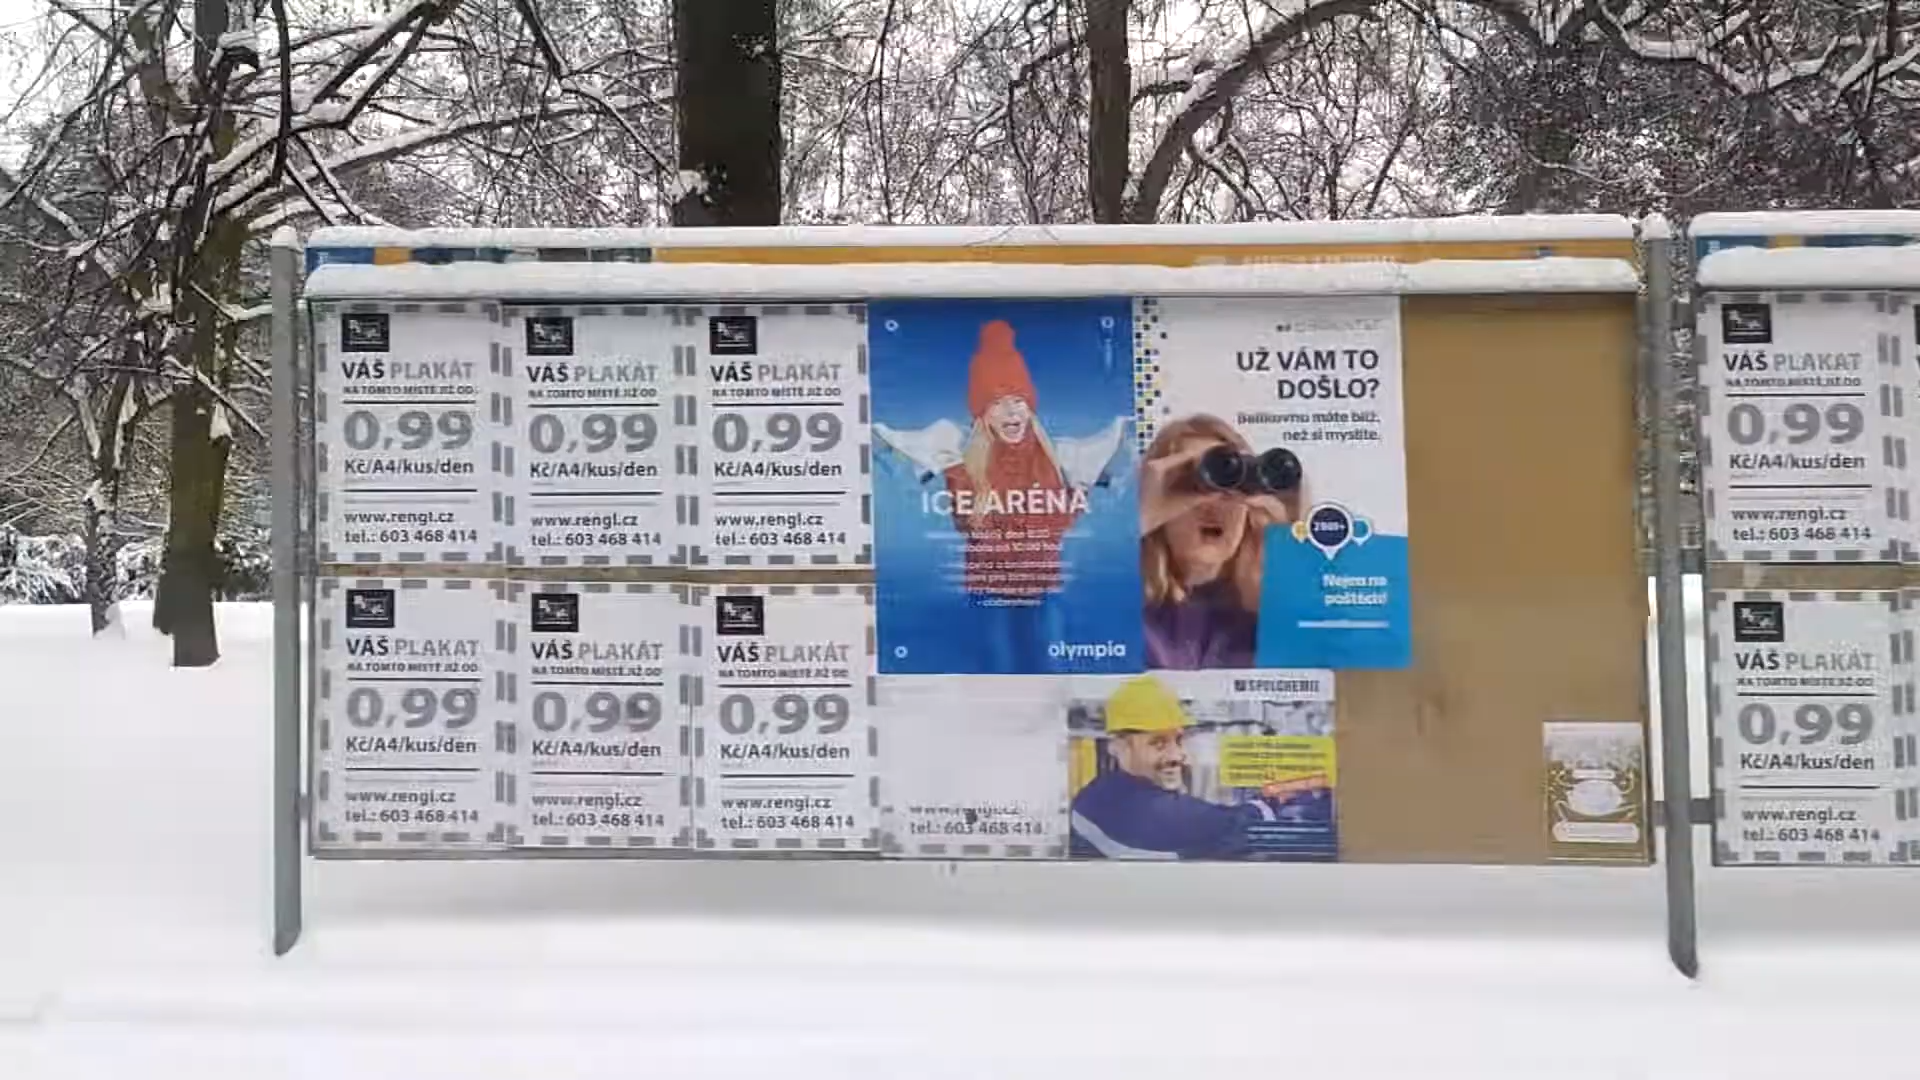 VÁŠ PLAKÁT
NA TOMTO MÍSTĚ JIŽ OD
0,99
Kč/A4/kus/den
www.rengl.cz
tel.: 603 468 414
VÁŠ PLAKÁT
NA TOMTO MÍSTĚ JIŽ OD
0,99
Kč/A4/kus/den
www.rengl.cz
tel.: 603 468 414
VÁŠ PLAKÁT
NA TOMTO MÍSTĚ JIŽ OD
0,99
Kč/A4/kus/den
www.rengl.cz
tel.: 603 468 414
ICE ARÉNA
olympia
UŽ VÁM TO
DOŠLO?
Balíkovnu máte blíž,
než si myslíte.
Nejen na
poštách!
VÁŠ PLAKÁT
NA TOMTO MÍSTĚ JIŽ OD
0,99
Kč/A4/kus/den
www.rengl.cz
tel.: 603 468 414
VÁŠ PLAKÁT
NA TOMTO MÍSTĚ JIŽ OD
0,99
Kč/A4/kus/den
www.rengl.cz
tel.: 603 468 414
VÁŠ PLAKÁT
NA TOMTO MÍSTĚ JIŽ OD
0,99
Kč/A4/kus/den
www.rengl.cz
tel.: 603 468 414
www.rengl.cz
tel.: 603 468 414
SPOLCHEMIE
VÁŠ PLAKÁT
NA TOMTO MÍSTĚ JIŽ OD
0,99
Kč/A4/kus/den
www.rengl.cz
tel.: 603 468 414
VÁŠ PLAKÁT
NA TOMTO MÍSTĚ JIŽ OD
0,99
Kč/A4/kus/den
www.rengl.cz
tel.: 603 468 414